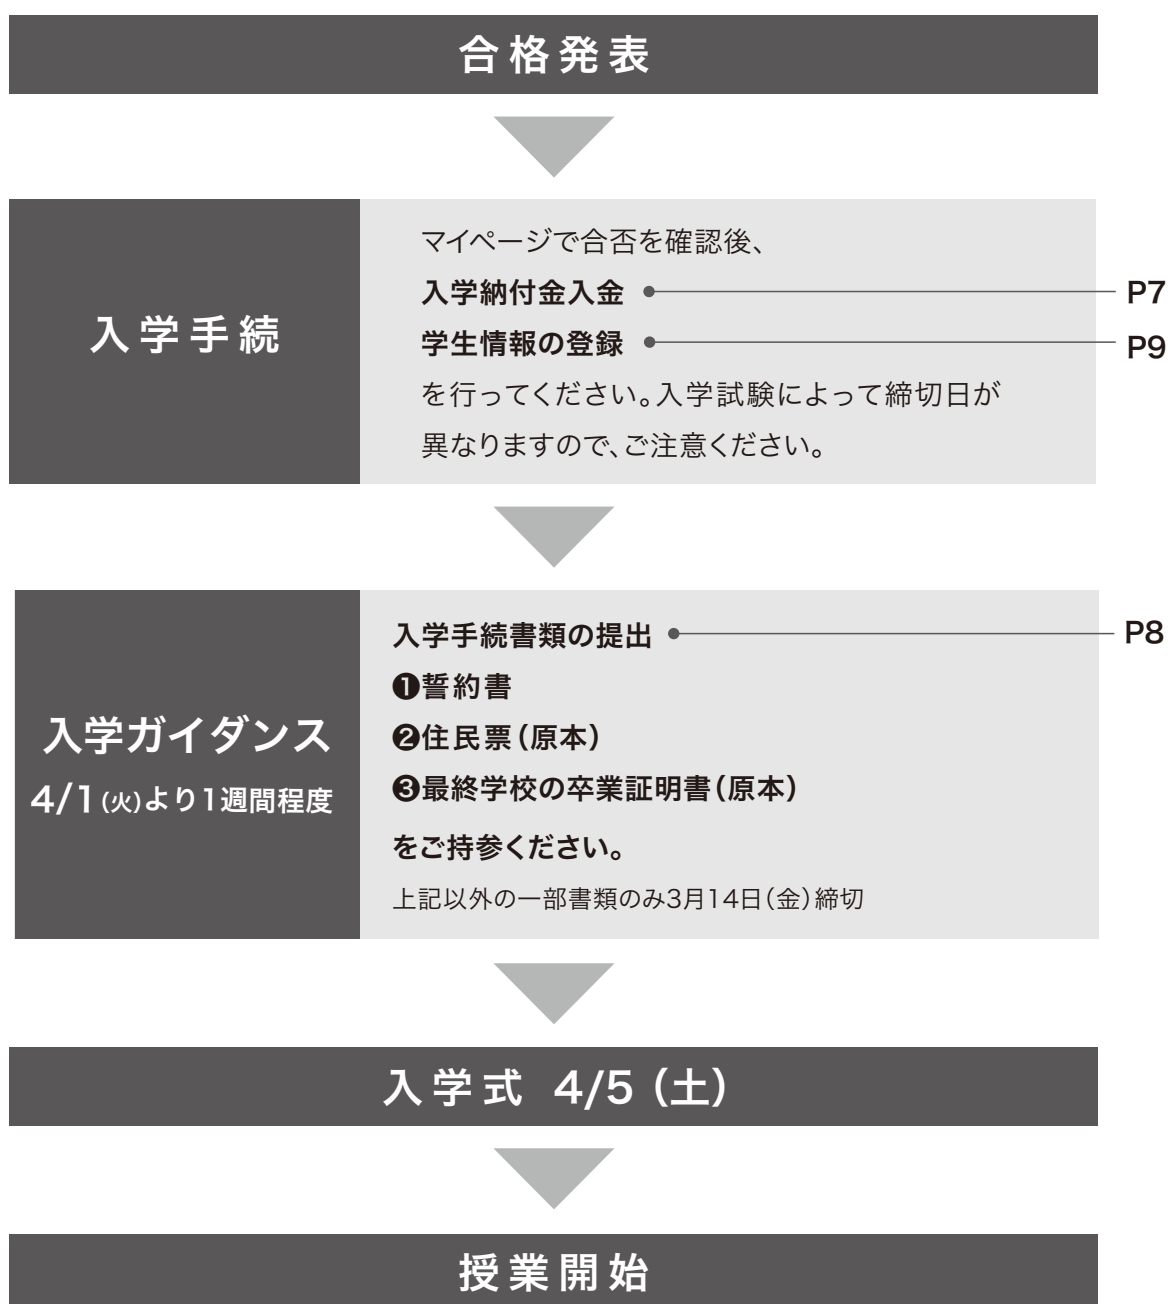 合格発表
入学手続
マイページで合否を確認後、
入学納付金入金
P7
学生情報の登録
P9
を行ってください。入学試験によって締切日が
異なりますので、ご注意ください。
入学ガイダンス
4/1(火)より1週間程度
入学手続書類の提出
P8
❶誓約書
❷住民票(原本)
❸最終学校の卒業証明書(原本)
をご持参ください。
上記以外の一部書類のみ3月14日(金)締切
入学式 4/5(土)
授業開始